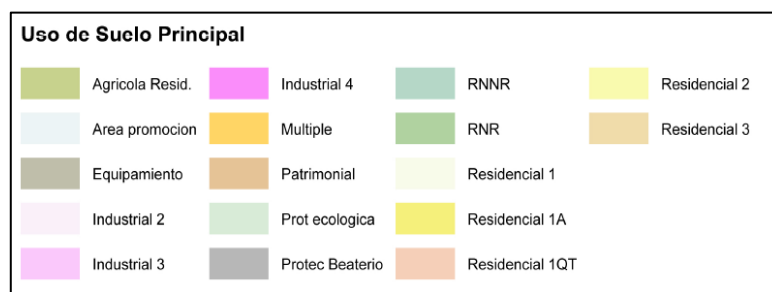 Uso de Suelo Principal
Agricola Resid.
Area promocion
Equipamiento
Industrial 2
Industrial 3
Industrial 4
Multiple
Patrimonial
Prot ecologica
Protec Beaterio
RNNR
RNR
Residencial 1
Residencial 1A
Residencial 1QT
Residencial 2
Residencial 3